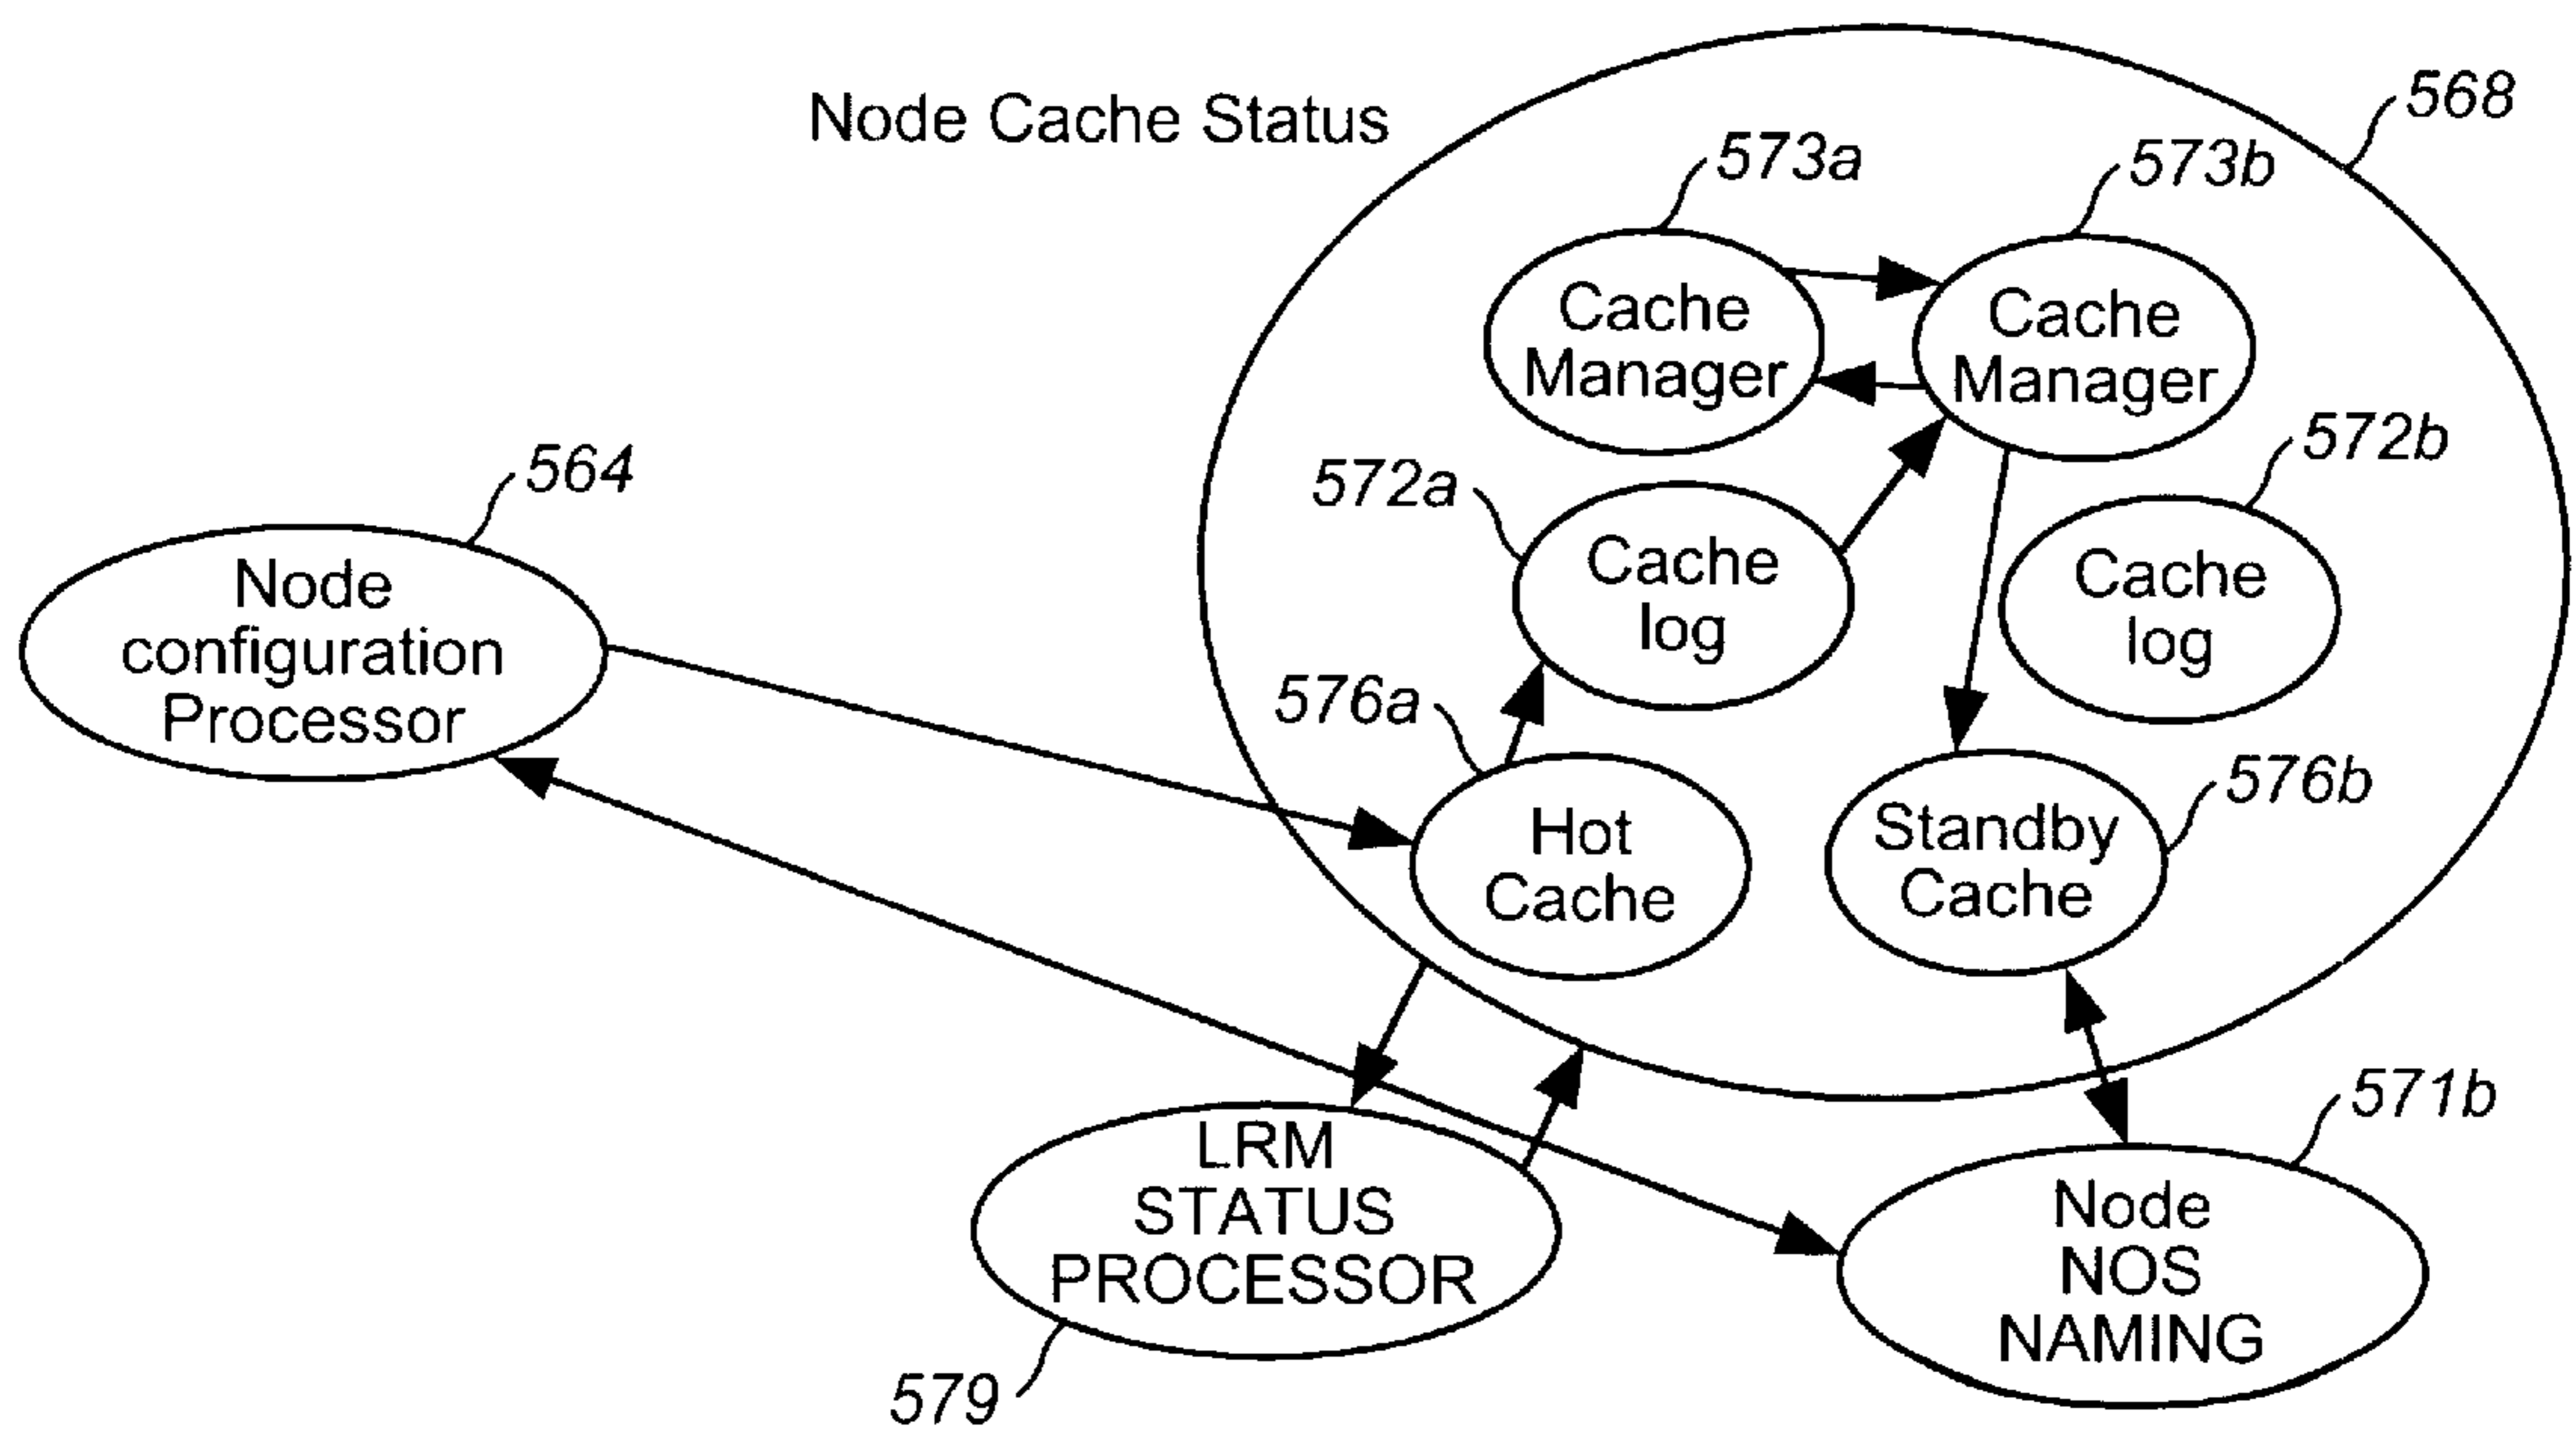 Node Cache Status
568
573a
573b
Cache
Manager
Cache
Manager
564
572a
572b
Node
configuration
Processor
Cache
log
Cache
log
576a
576b
Hot
Cache
Standby
Cache
571b
LRM
STATUS
PROCESSOR
Node
NOS
NAMING
579